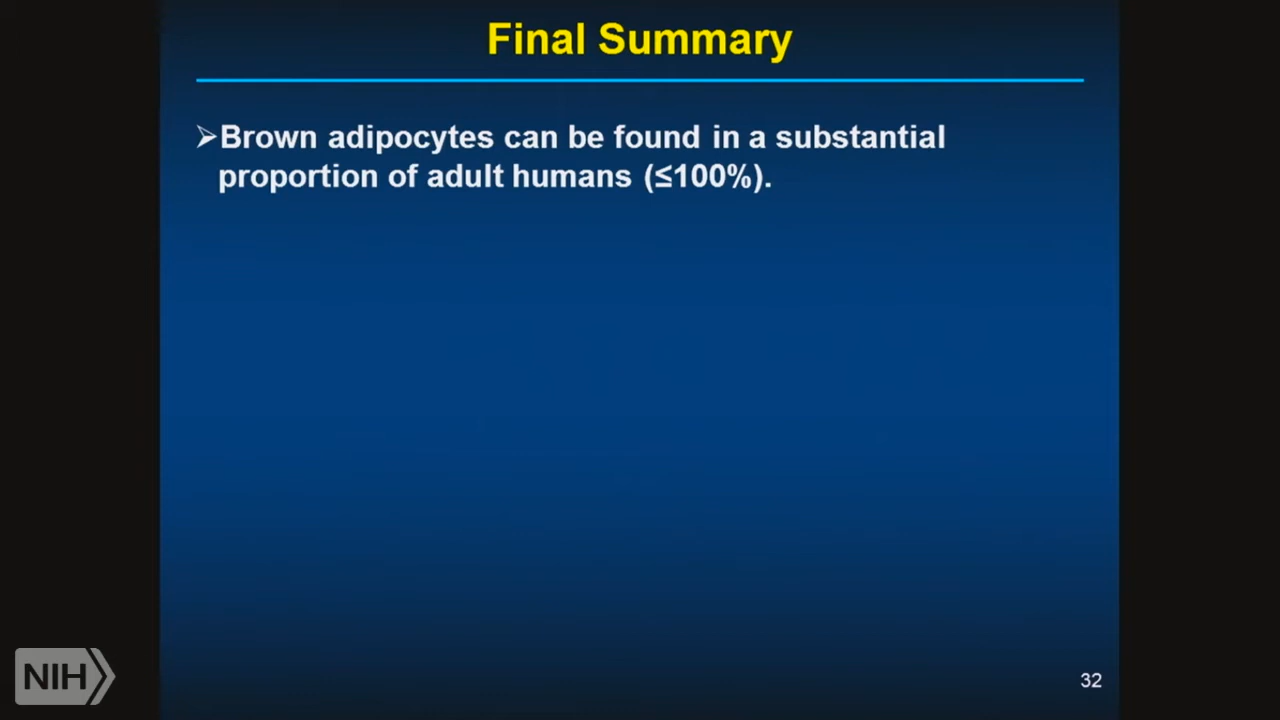 Final Summary
➢Brown adipocytes can be found in a substantial
proportion of adult humans (≤100%).
NIH
32